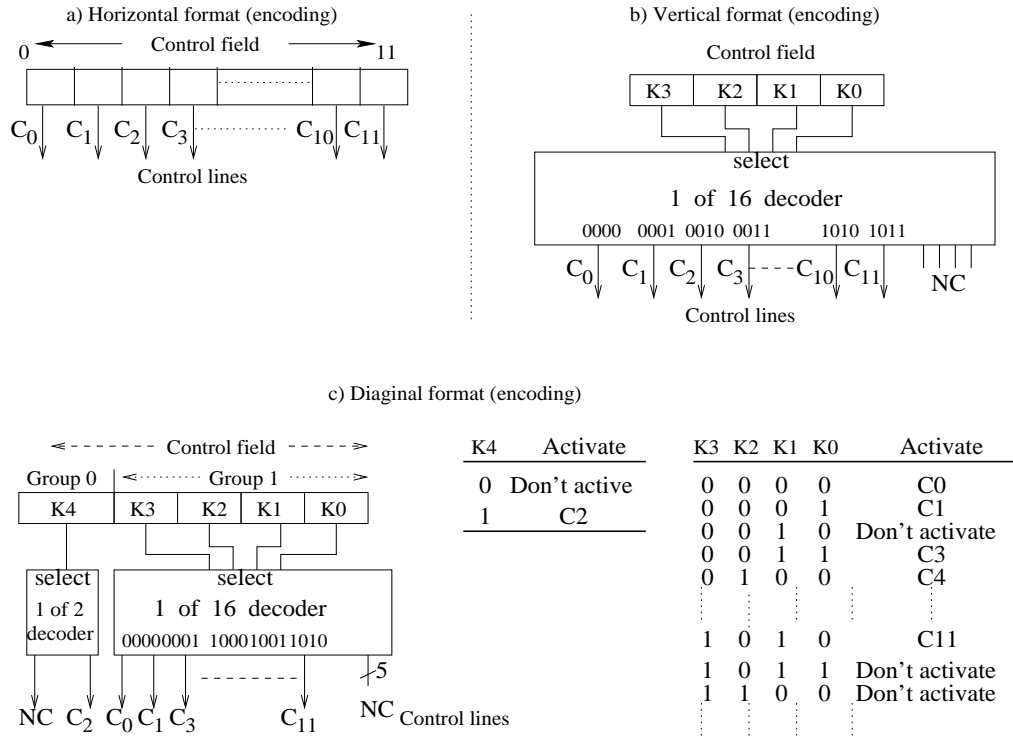 a) Horizontal format (encoding)
0 Control field 11
C0 C1 C2 C3 C10 C11
Control lines
b) Vertical format (encoding)
Control field
K3 K2 K1 K0
select
1 of 16 decoder
0000 0001 0010 0011 1010 1011
C0 C1 C2 C3 C10 C11 NC
Control lines
c) Diaginal format (encoding)
Control field
Group 0 Group 1
K4 K3 K2 K1 K0
select select
1 of 2 decoder
1 of 16 decoder
0000 0001 1000 1001 1010
5
NC C2 C0 C1 C3 C11 NC Control lines
K4 Activate
0 Don't active
1 C2
K3 K2 K1 K0 Activate
0 0 0 0 C0
0 0 0 1 C1
0 0 1 0 Don't activate
0 0 1 1 C3
0 1 0 0 C4
1 0 1 0 C11
1 0 1 1 Don't activate
1 1 0 0 Don't activate